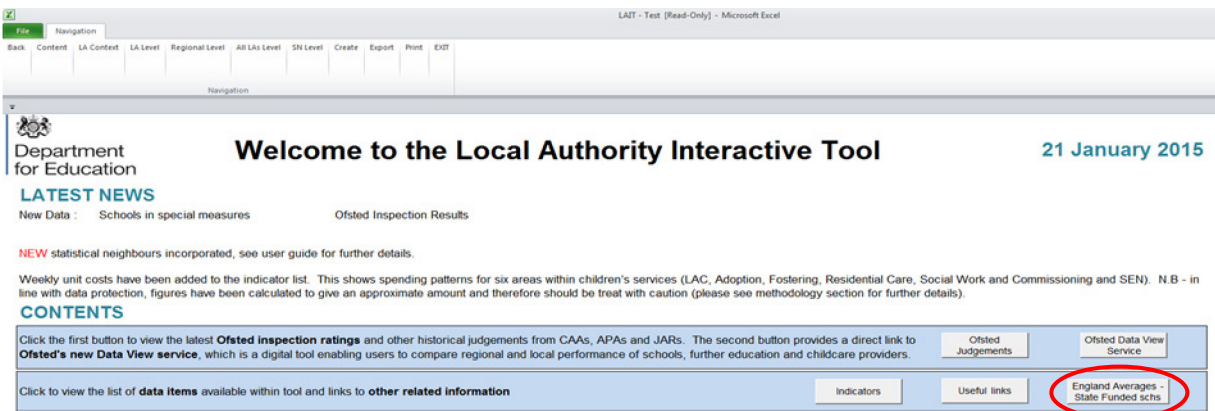 LAIT - Test [Read-Only] - Microsoft Excel
File Navigation
Back Content LA Context LA Level Regional Level All LAs Level SN Level Create Export Print EXIT
Navigation
Department
for Education
Welcome to the Local Authority Interactive Tool
21 January 2015
LATEST NEWS
New Data : Schools in special measures Ofsted Inspection Results
NEW statistical neighbours incorporated, see user guide for further details.
Weekly unit costs have been added to the indicator list. This shows spending patterns for six areas within children's services (LAC, Adoption, Fostering, Residential Care, Social Work and Commissioning and SEN). N.B - in
line with data protection, figures have been calculated to give an approximate amount and therefore should be treat with caution (please see methodology section for further details).
CONTENTS
Click the first button to view the latest Ofsted inspection ratings and other historical judgements from CAAs, APAs and JARs. The second button provides a direct link to
Ofsted's new Data View service, which is a digital tool enabling users to compare regional and local performance of schools, further education and childcare providers.
Ofsted
Judgements
Ofsted Data View
Service
Click to view the list of data items available within tool and links to other related information
Indicators
Useful links
England Averages -
State Funded schs